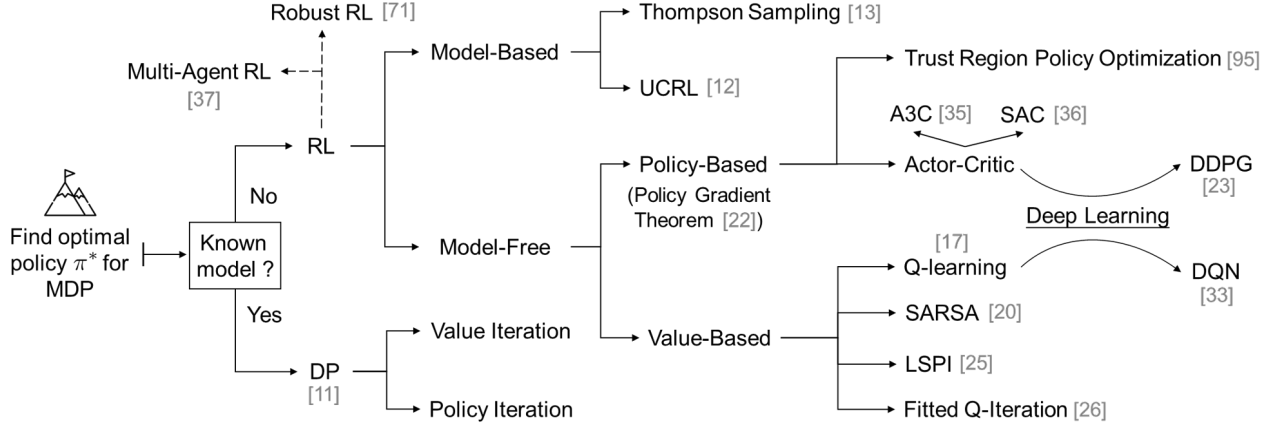 Robust RL [71]
Multi-Agent RL
[37]
RL
No
Find optimal
policy π* for
MDP
Known
model ?
Yes
DP
[11]
Model-Based
Model-Free
Value Iteration
Policy Iteration
Thompson Sampling [13]
UCRL [12]
Policy-Based
(Policy Gradient
Theorem [22])
Value-Based
Trust Region Policy Optimization [95]
A3C [35]
SAC [36]
Actor-Critic
DDPG
[23]
Deep Learning
[17]
Q-learning
DQN
[33]
SARSA [20]
LSPI [25]
Fitted Q-Iteration [26]